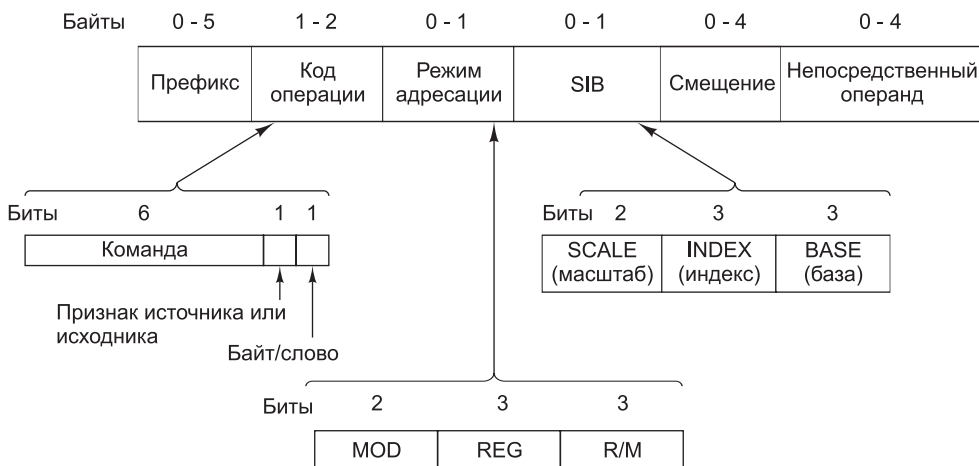 Байты 0 - 5 1 - 2 0 - 1 0 - 1 0 - 4 0 - 4
Префикс Код операции Режим адресации SIB Смещение Непосредственный операнд
Биты 6 1 1
Команда
Признак источника или
исходника
Байт/слово
Биты 2 3 3
SCALE (масштаб) INDEX (индекс) BASE (база)
Биты 2 3 3
MOD REG R/M